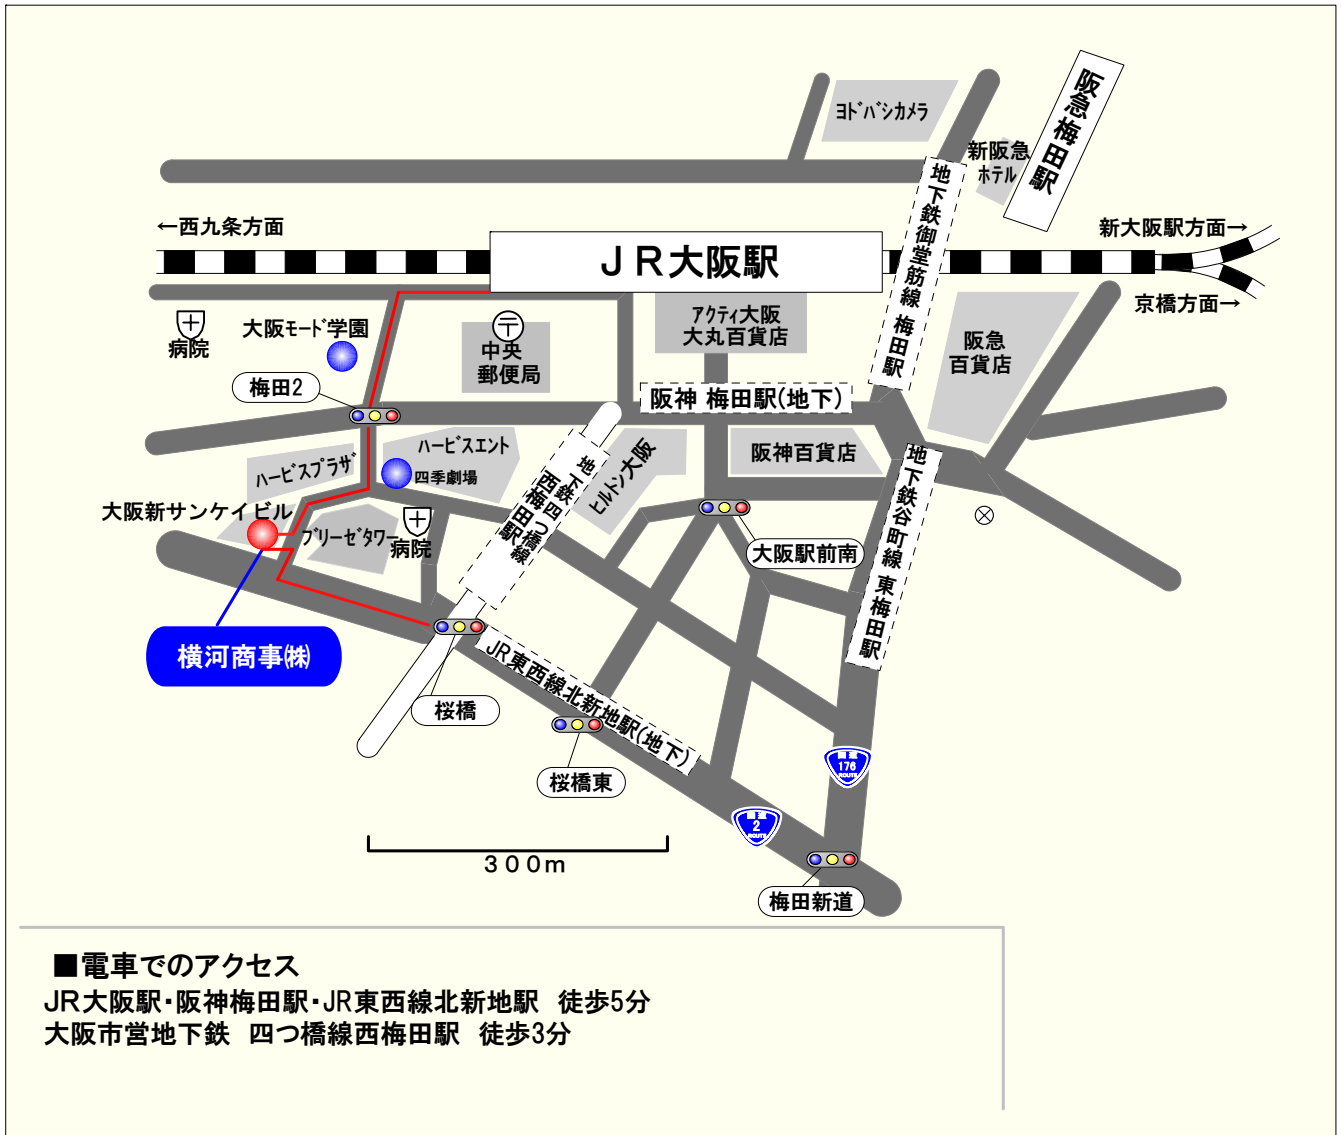 ヨドバシカメラ
阪急梅田駅
新阪急
ホテル
地下鉄御堂筋線 梅田駅
←西九条方面
新大阪駅方面→
JR大阪駅
京橋方面→
病院
大阪モード学園
〒
中央
郵便局
アクティ大阪
大丸百貨店
阪急
百貨店
梅田2
阪神 梅田駅(地下)
ハービスプラザ
ハービスエント
四季劇場
地下鉄四つ橋線
西梅田駅
ヒルトン大阪
阪神百貨店
地下鉄谷町線 東梅田駅
大阪新サンケイビル
ブリーゼタワー
病院
大阪駅前南
横河商事㈱
JR東西線北新地駅(地下)
桜橋
桜橋東
国道
176
ROUTE
国道
2
ROUTE
300m
梅田新道
■電車でのアクセス
JR大阪駅・阪神梅田駅・JR東西線北新地駅 徒歩5分
大阪市営地下鉄 四つ橋線西梅田駅 徒歩3分